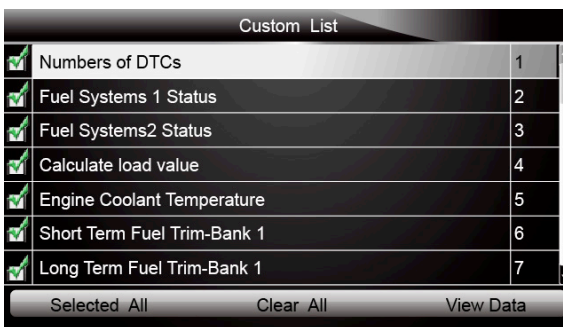 Custom List
Numbers of DTCs 1
Fuel Systems 1 Status 2
Fuel Systems2 Status 3
Calculate load value 4
Engine Coolant Temperature 5
Short Term Fuel Trim-Bank 1 6
Long Term Fuel Trim-Bank 1 7
Selected All Clear All View Data